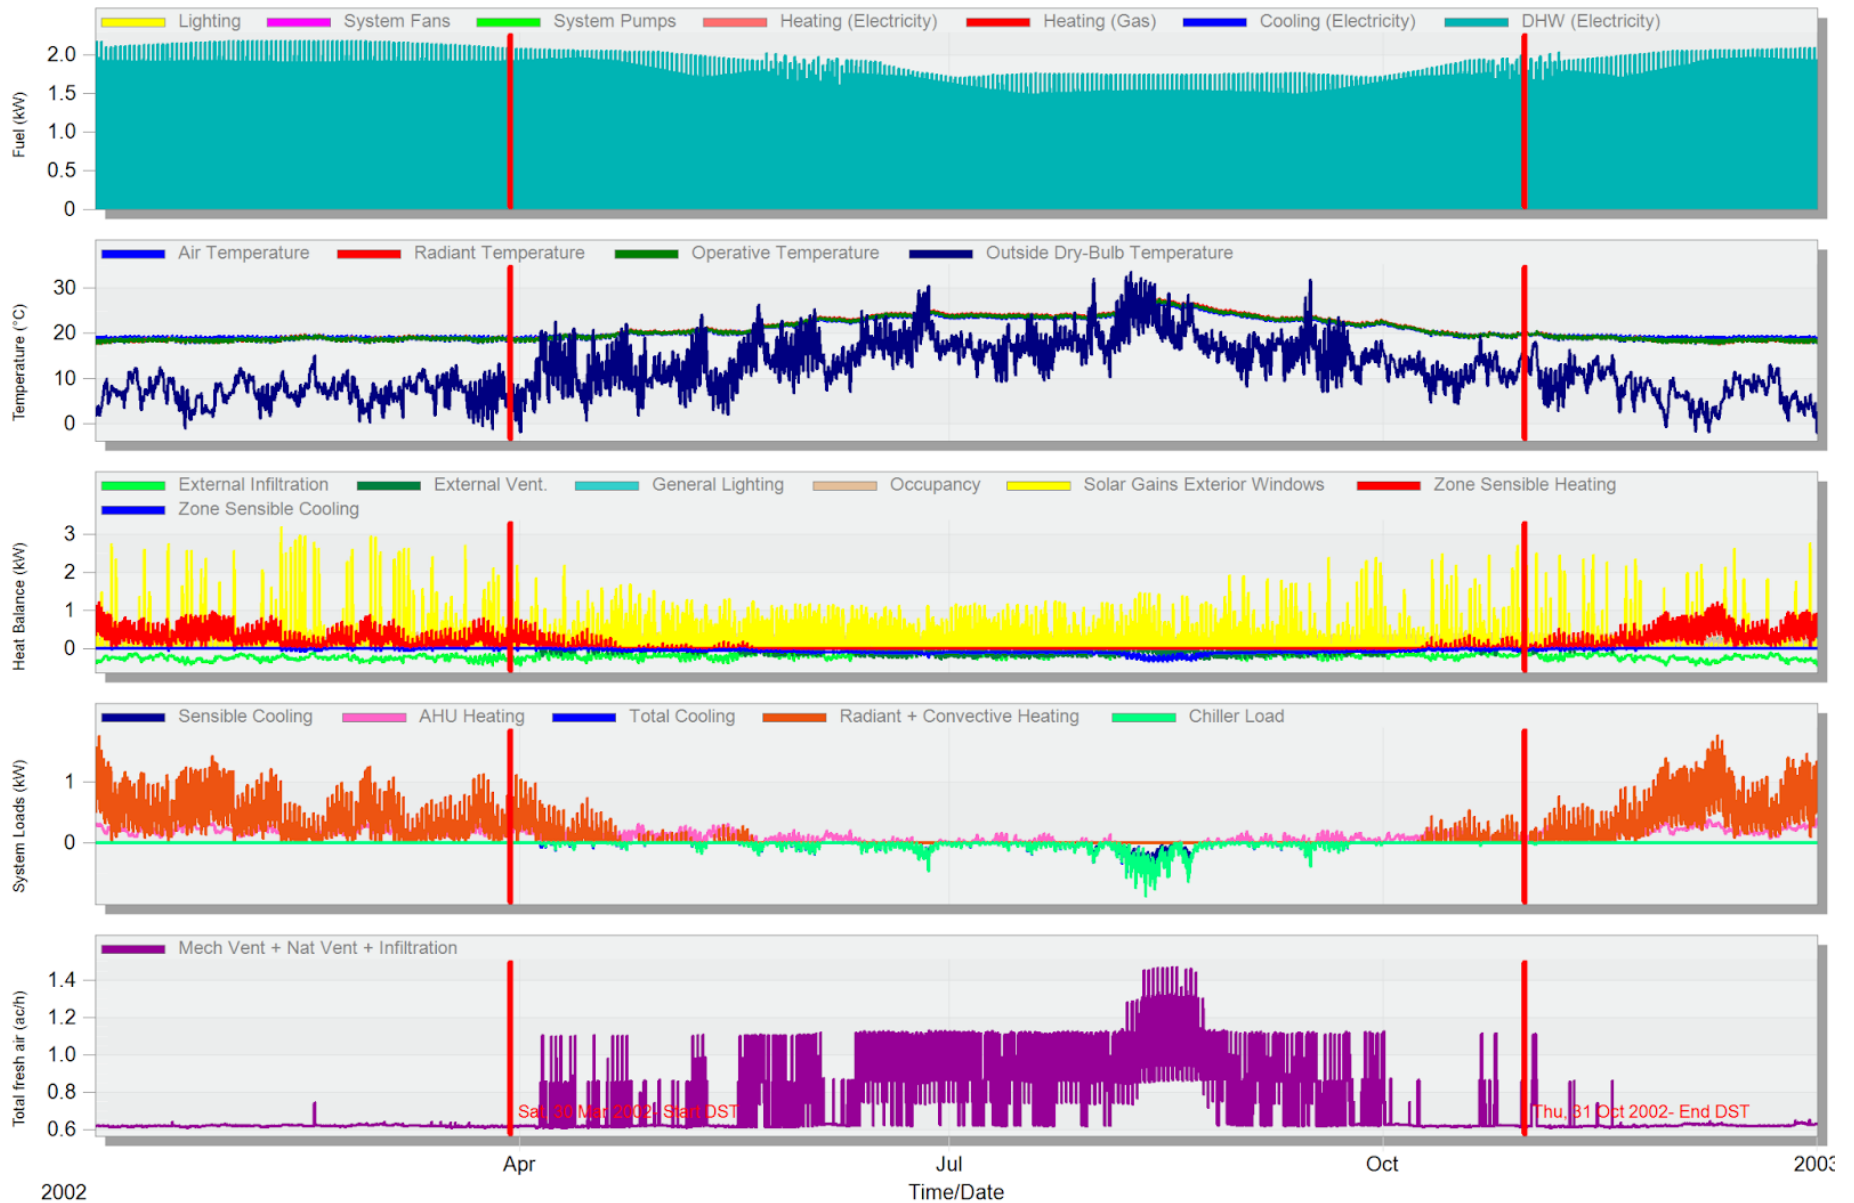 Lighting System Fans System Pumps Heating (Electricity) Heating (Gas) Cooling (Electricity) DHW (Electricity)
2.0
1.5
1.0
0.5
0
Fuel (kW)
Air Temperature Radiant Temperature Operative Temperature Outside Dry-Bulb Temperature
30
20
10
0
Temperature (°C)
External Infiltration External Vent. General Lighting Occupancy Solar Gains Exterior Windows Zone Sensible Heating
Zone Sensible Cooling
3
2
1
0
Heat Balance (kW)
Sensible Cooling AHU Heating Total Cooling Radiant + Convective Heating Chiller Load
1
0
System Loads (kW)
Mech Vent + Nat Vent + Infiltration
1.4
1.2
1.0
0.8
0.6
Total fresh air (ac/h)
Sat, 30 Mar 2002- Start DST Thu, 31 Oct 2002- End DST
Apr Jul Oct 2003
2002 Time/Date